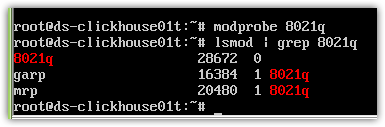 root@ds-clickhouse01t:~# modprobe 8021q
root@ds-clickhouse01t:~# lsmod | grep 8021q
8021q                  28672  0
garp                   16384  1 8021q
mrp                    20480  1 8021q
root@ds-clickhouse01t:~#